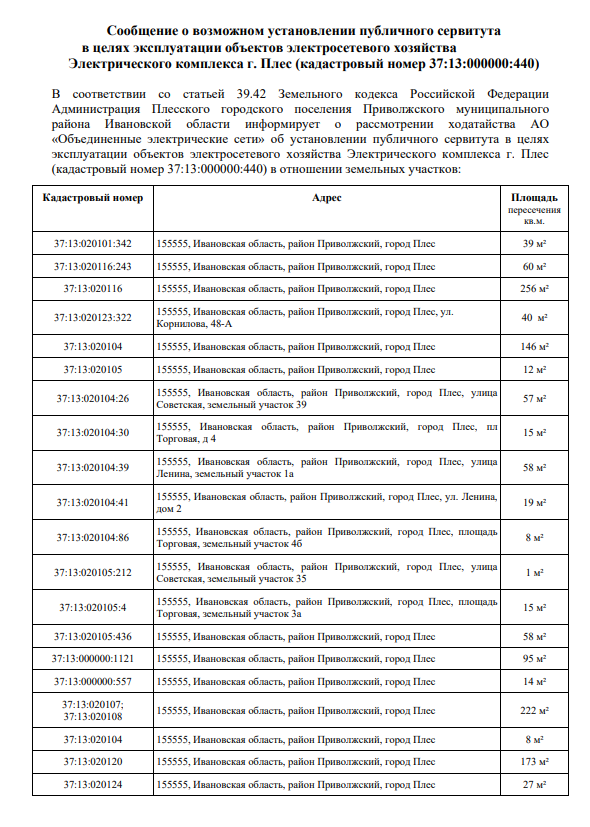 Сообщение о возможном установлении публичного сервитута
в целях эксплуатации объектов электросетевого хозяйства
Электрического комплекса г. Плес (кадастровый номер 37:13:000000:440)
В соответствии со статьей 39.42 Земельного кодекса Российской Федерации
Администрация Плесского городского поселения Приволжского муниципального
района Ивановской области информирует о рассмотрении ходатайства АО
«Объединенные электрические сети» об установлении публичного сервитута в целях
эксплуатации объектов электросетевого хозяйства Электрического комплекса г. Плес
(кадастровый номер 37:13:000000:440) в отношении земельных участков:
Кадастровый номер Адрес Площадь
пересечения
кв.м.
37:13:020101:342 155555, Ивановская область, район Приволжский, город Плес 39 м²
37:13:020116:243 155555, Ивановская область, район Приволжский, город Плес 60 м²
37:13:020116 155555, Ивановская область, район Приволжский, город Плес 256 м²
37:13:020123:322 155555, Ивановская область, район Приволжский, город Плес, ул.
Корнилова, 48-А 40 м²
37:13:020104 155555, Ивановская область, район Приволжский, город Плес 146 м²
37:13:020105 155555, Ивановская область, район Приволжский, город Плес 12 м²
37:13:020104:26 155555, Ивановская область, район Приволжский, город Плес, улица
Советская, земельный участок 39 57 м²
37:13:020104:30 155555, Ивановская область, район Приволжский, город Плес, пл
Торговая, д 4 15 м²
37:13:020104:39 155555, Ивановская область, район Приволжский, город Плес, улица
Ленина, земельный участок 1а 58 м²
37:13:020104:41 155555, Ивановская область, район Приволжский, город Плес, ул. Ленина,
дом 2 19 м²
37:13:020104:86 155555, Ивановская область, район Приволжский, город Плес, площадь
Торговая, земельный участок 4б 8 м²
37:13:020105:212 155555, Ивановская область, район Приволжский, город Плес, улица
Советская, земельный участок 35 1 м²
37:13:020105:4 155555, Ивановская область, район Приволжский, город Плес, площадь
Торговая, земельный участок 3а 15 м²
37:13:020105:436 155555, Ивановская область, район Приволжский, город Плес 58 м²
37:13:000000:1121 155555, Ивановская область, район Приволжский, город Плес 95 м²
37:13:000000:557 155555, Ивановская область, район Приволжский, город Плес 14 м²
37:13:020107;
37:13:020108 155555, Ивановская область, район Приволжский, город Плес 222 м²
37:13:020104 155555, Ивановская область, район Приволжский, город Плес 8 м²
37:13:020120 155555, Ивановская область, район Приволжский, город Плес 173 м²
37:13:020124 155555, Ивановская область, район Приволжский, город Плес 27 м²